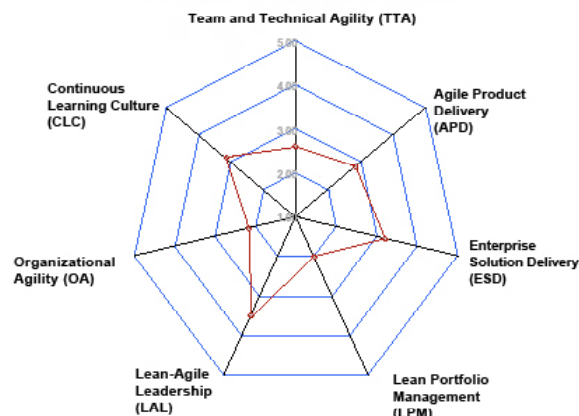 Team and Technical Agility (TTA)
5.00
Continuous
Learning Culture
(CLC)
4.00
Agile Product
Delivery
(APD)
3.00
2.00
1.00
Organizational
Agility (OA)
Enterprise
Solution Delivery
(ESD)
Lean-Agile
Leadership
(LAL)
Lean Portfolio
Management
(LPM)